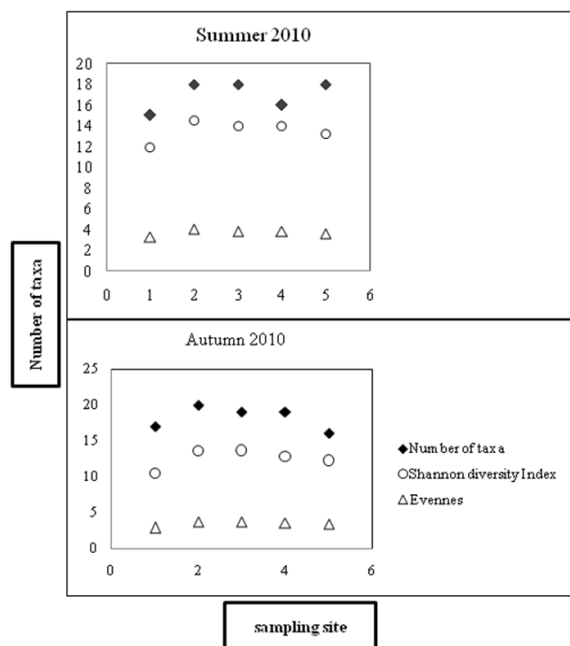 Summer 2010
20
18
16
14
12
10
8
6
4
2
0
0 1 2 3 4 5 6
Number of taxa
Autumn 2010
25
20
15
10
5
0
0 2 4 6
Number of taxa
Shannon diversity Index
Evennes
sampling site